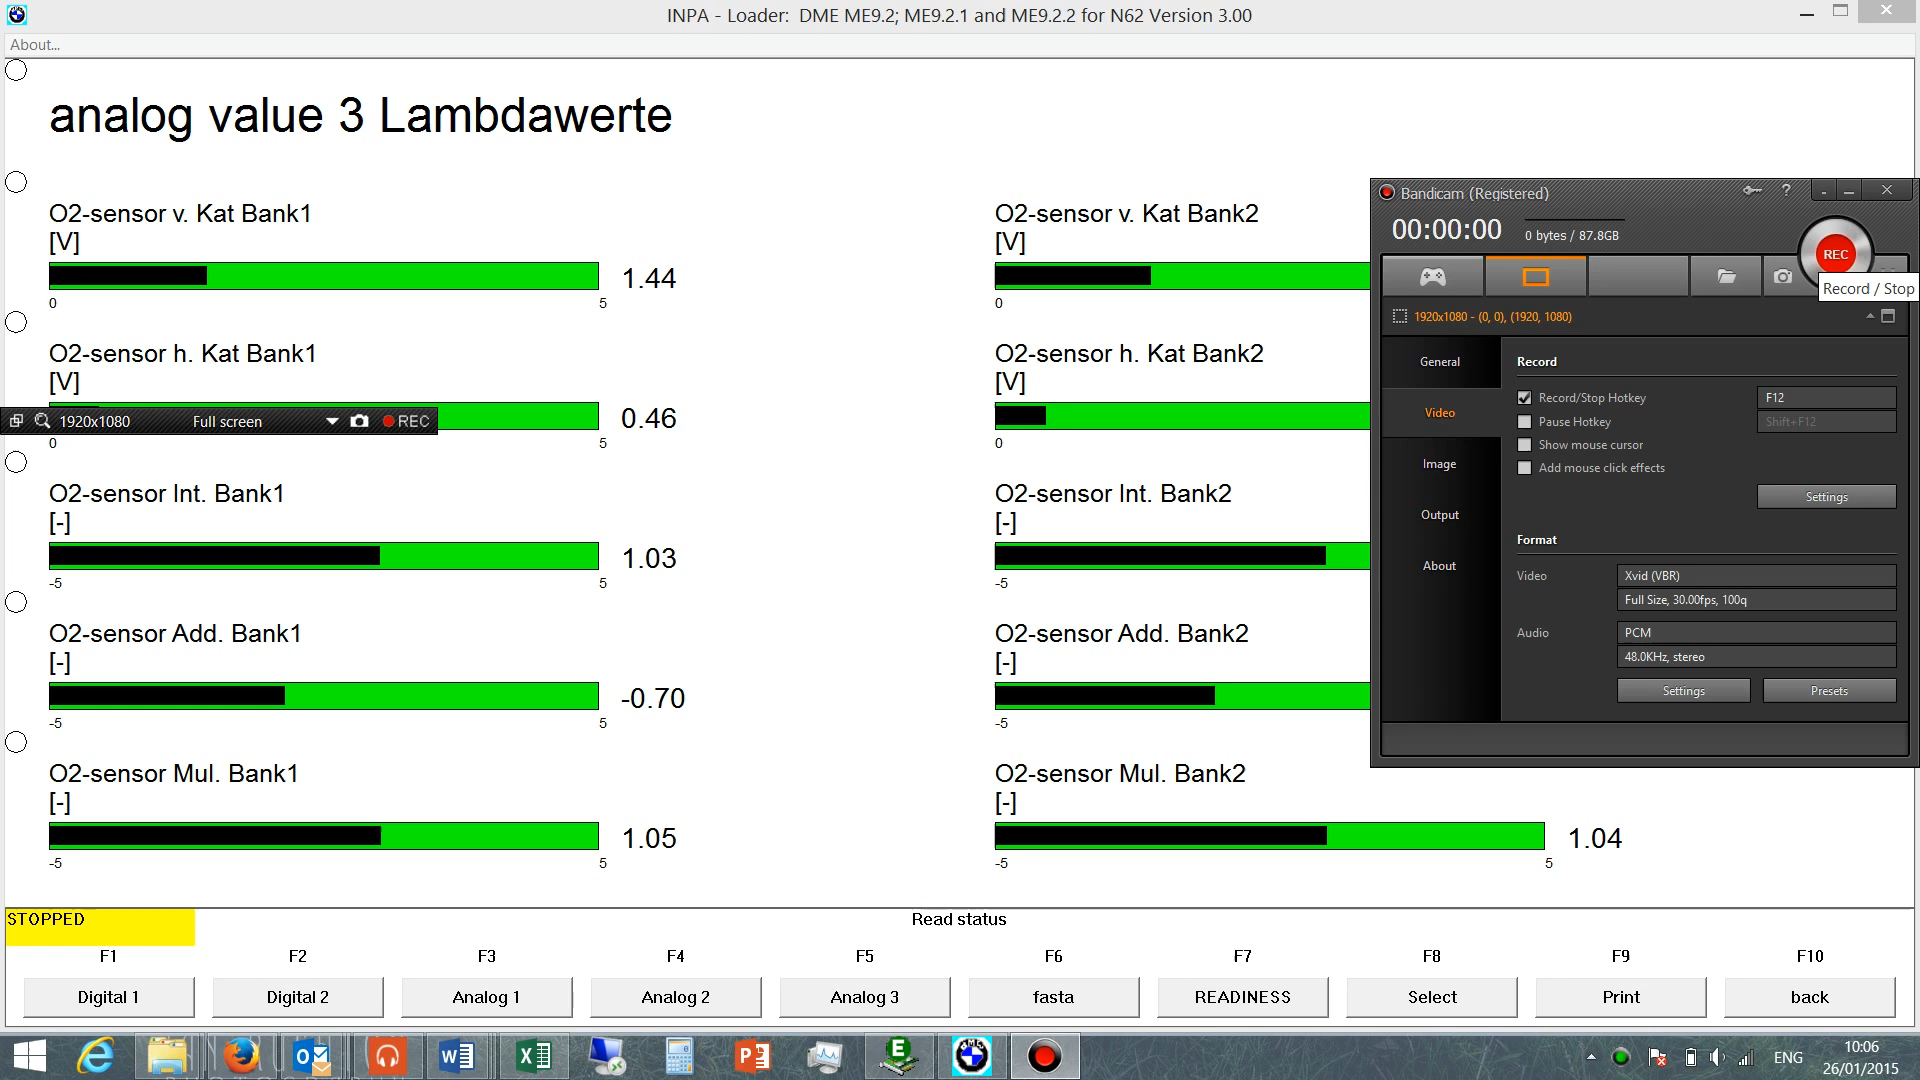 INPA - Loader:  DME ME9.2; ME9.2.1 and ME9.2.2 for N62 Version 3.00
About...
analog value 3 Lambdawerte
O2-sensor v. Kat Bank1
[V]
1.44
0
5
O2-sensor v. Kat Bank2
[V]
0
O2-sensor h. Kat Bank1
[V]
0.46
0
5
O2-sensor h. Kat Bank2
[V]
0
1920x1080
Full screen
REC
O2-sensor Int. Bank1
[-]
1.03
-5
5
O2-sensor Int. Bank2
[-]
-5
O2-sensor Add. Bank1
[-]
-0.70
-5
5
O2-sensor Add. Bank2
[-]
-5
O2-sensor Mul. Bank1
[-]
1.05
-5
5
O2-sensor Mul. Bank2
[-]
1.04
-5
5
Bandicam (Registered)
00:00:00
0 bytes / 87.8GB
REC
Record / Stop
1920x1080 - (0, 0), (1920, 1080)
General
Video
Image
Output
About
Record
Record/Stop Hotkey
F12
Pause Hotkey
Shift+F12
Show mouse cursor
Add mouse click effects
Settings
Format
Video
Xvid (VBR)
Full Size, 30.00fps, 100q
Audio
PCM
48.0KHz, stereo
Settings
Presets
STOPPED
Read status
F1 F2 F3 F4 F5 F6 F7 F8 F9 F10
Digital 1 Digital 2 Analog 1 Analog 2 Analog 3 fasta READINESS Select Print back
ENG
10:06
26/01/2015